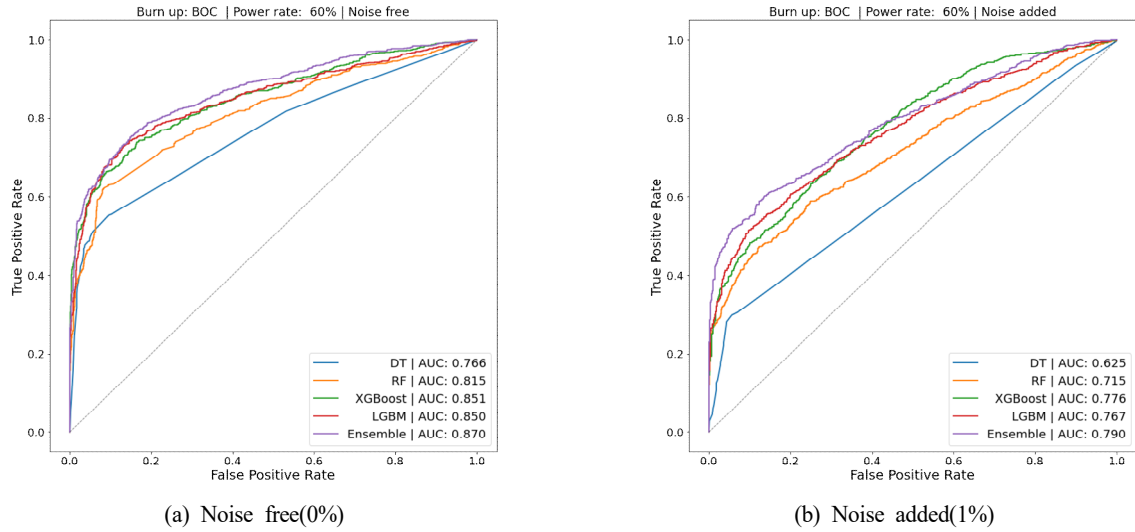 Burn up: BOC | Power rate: 60% | Noise free
1.0
0.8
0.6
0.4
0.2
0.0
True Positive Rate
DT | AUC: 0.766
RF | AUC: 0.815
XGBoost | AUC: 0.851
LGBM | AUC: 0.850
Ensemble | AUC: 0.870
0.0 0.2 0.4 0.6 0.8 1.0
False Positive Rate
(a) Noise free(0%)
Burn up: BOC | Power rate: 60% | Noise added
1.0
0.8
0.6
0.4
0.2
0.0
True Positive Rate
DT | AUC: 0.625
RF | AUC: 0.715
XGBoost | AUC: 0.776
LGBM | AUC: 0.767
Ensemble | AUC: 0.790
0.0 0.2 0.4 0.6 0.8 1.0
False Positive Rate
(b) Noise added(1%)